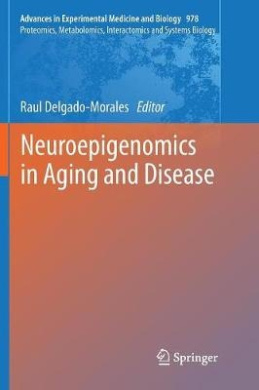 Advances in Experimental Medicine and Biology 978
Proteomics, Metabolomics, Interactomics and Systems Biology
Raul Delgado-Morales Editor
Neuroepigenomics
in Aging and Disease
Springer